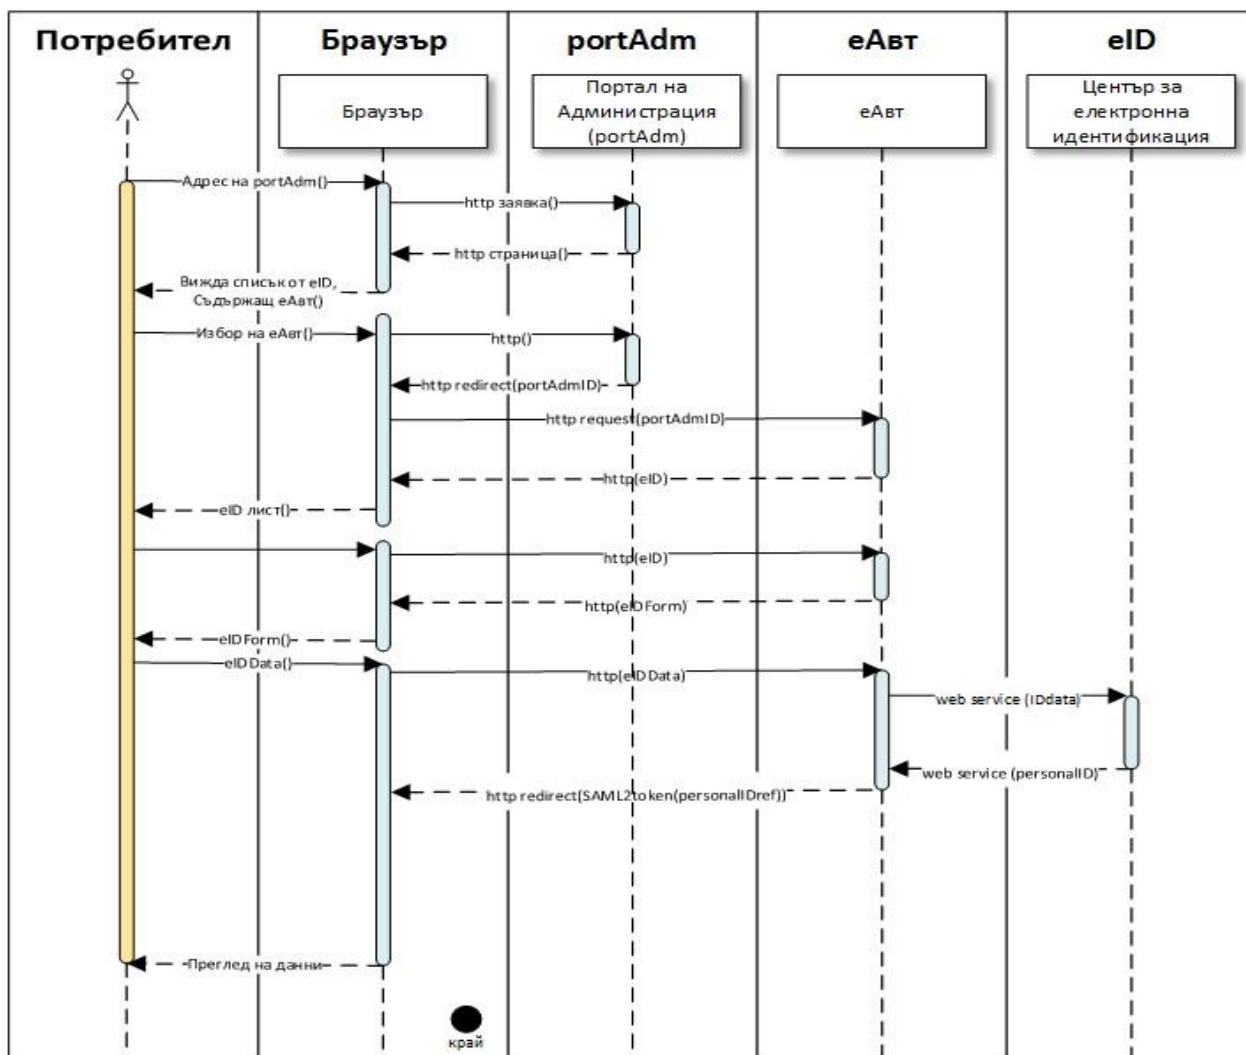 Потребител
Браузър
portAdm
еАвт
eID
Браузър
Портал на
Администрация
(portAdm)
еАвт
Център за
електронна
идентификация
Адрес на portAdm()
http заявка()
http страница()
Вижда списък от eID,
Съдържащ еАвт()
Избор на еАвт()
http()
http redirect(portAdmID)
http request(portAdmID)
http(eID)
eID лист()
http(eID)
http(eIDForm)
eIDForm()
eIDData()
http(eIDData)
web service (IDdata)
web service (personalID)
http redirect(SAML2token(personalIDref))
Преглед на данни
край